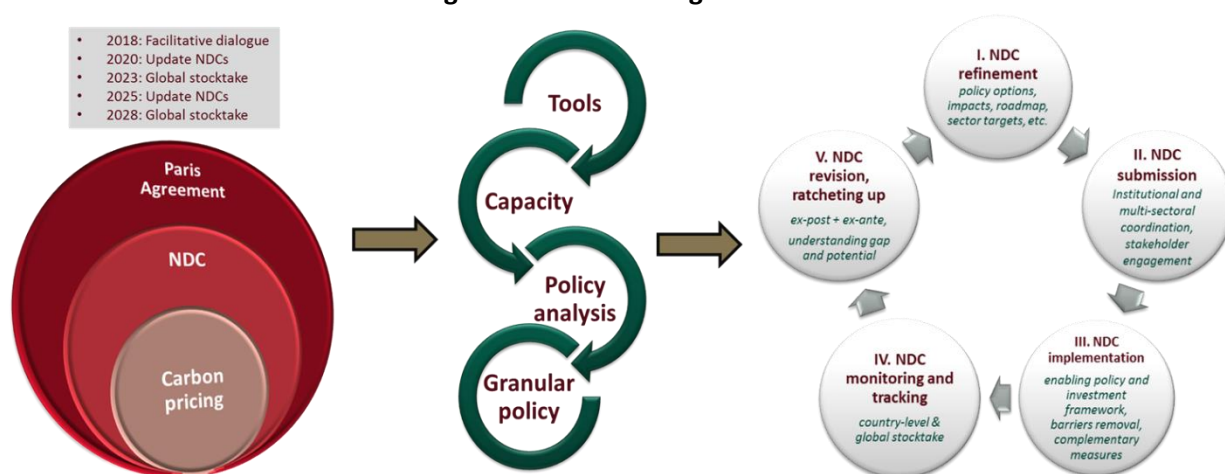 • 2018: Facilitative dialogue
• 2020: Update NDCs
• 2023: Global stocktake
• 2025: Update NDCs
• 2028: Global stocktake
Paris
Agreement
NDC
Carbon
pricing
Tools
Capacity
Policy
analysis
Granular
policy
I. NDC
refinement
policy options,
impacts, roadmap,
sector targets, etc.
II. NDC
submission
Institutional and
multi-sectoral
coordination,
stakeholder
engagement
III. NDC
implementation
enabling policy and
investment
framework,
barriers removal,
complementary
measures
IV. NDC
monitoring and
tracking
country-level &
global stocktake
V. NDC
revision,
ratcheting up
ex-post + ex-ante,
understanding gap
and potential